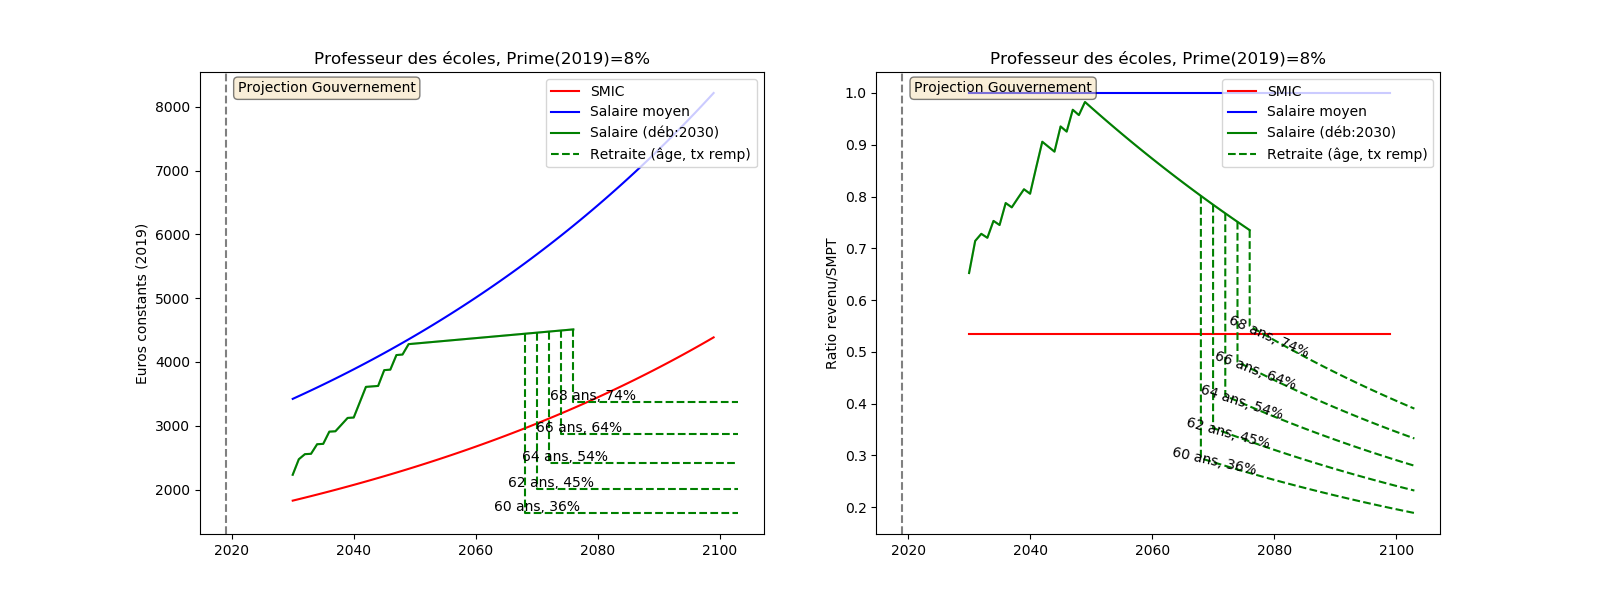 Professeur des écoles, Prime(2019)=8%
Projection Gouvernement
SMIC
Salaire moyen
Salaire (déb:2030)
Retraite (âge, tx remp)
Euros constants (2019)
8000
7000
6000
5000
4000
3000
2000
68 ans, 74%
66 ans, 64%
64 ans, 54%
62 ans, 45%
60 ans, 36%
2020
2040
2060
2080
2100
Professeur des écoles, Prime(2019)=8%
Projection Gouvernement
SMIC
Salaire moyen
Salaire (déb:2030)
Retraite (âge, tx remp)
Ratio revenu/SMPT
1.0
0.9
0.8
0.7
0.6
0.5
0.4
0.3
0.2
68 ans, 74%
66 ans, 64%
64 ans, 54%
62 ans, 45%
60 ans, 36%
2020
2040
2060
2080
2100